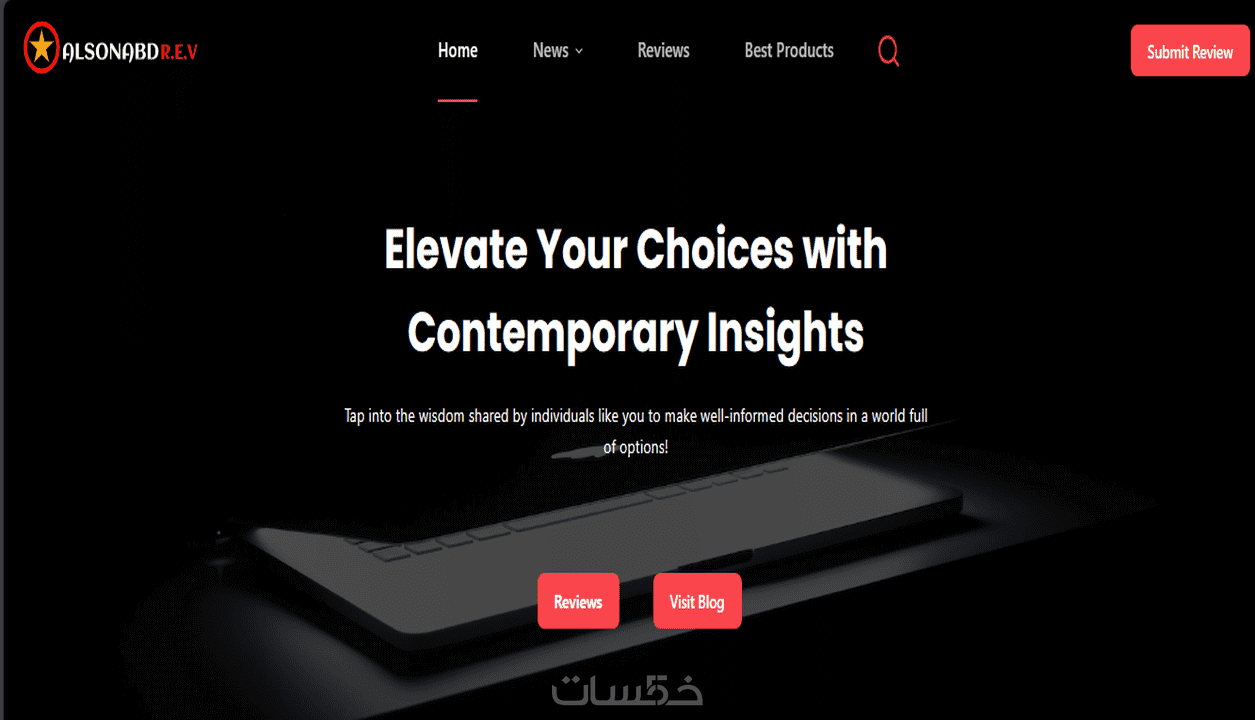 ALSONABD R.E.V
Home
News
Reviews
Best Products
Submit Review
Elevate Your Choices with
Contemporary Insights
Tap into the wisdom shared by individuals like you to make well-informed decisions in a world full
of options!
Reviews
Visit Blog
خمسات